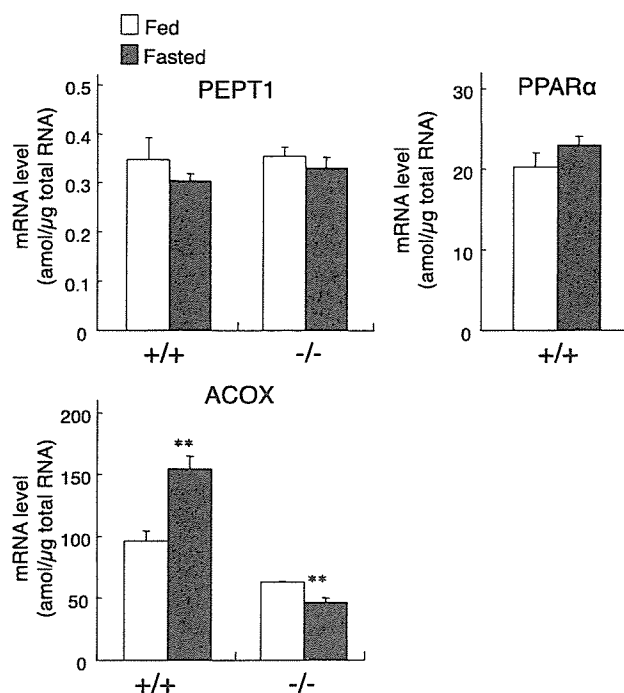 Fed
Fasted
PEPT1
mRNA level
(amol/µg total RNA)
0.5
0.4
0.3
0.2
0.1
0
+/+
-/-
PPARα
mRNA level
(amol/µg total RNA)
30
20
10
0
+/+
ACOX
mRNA level
(amol/µg total RNA)
200
150
100
50
0
**
**
+/+
-/-